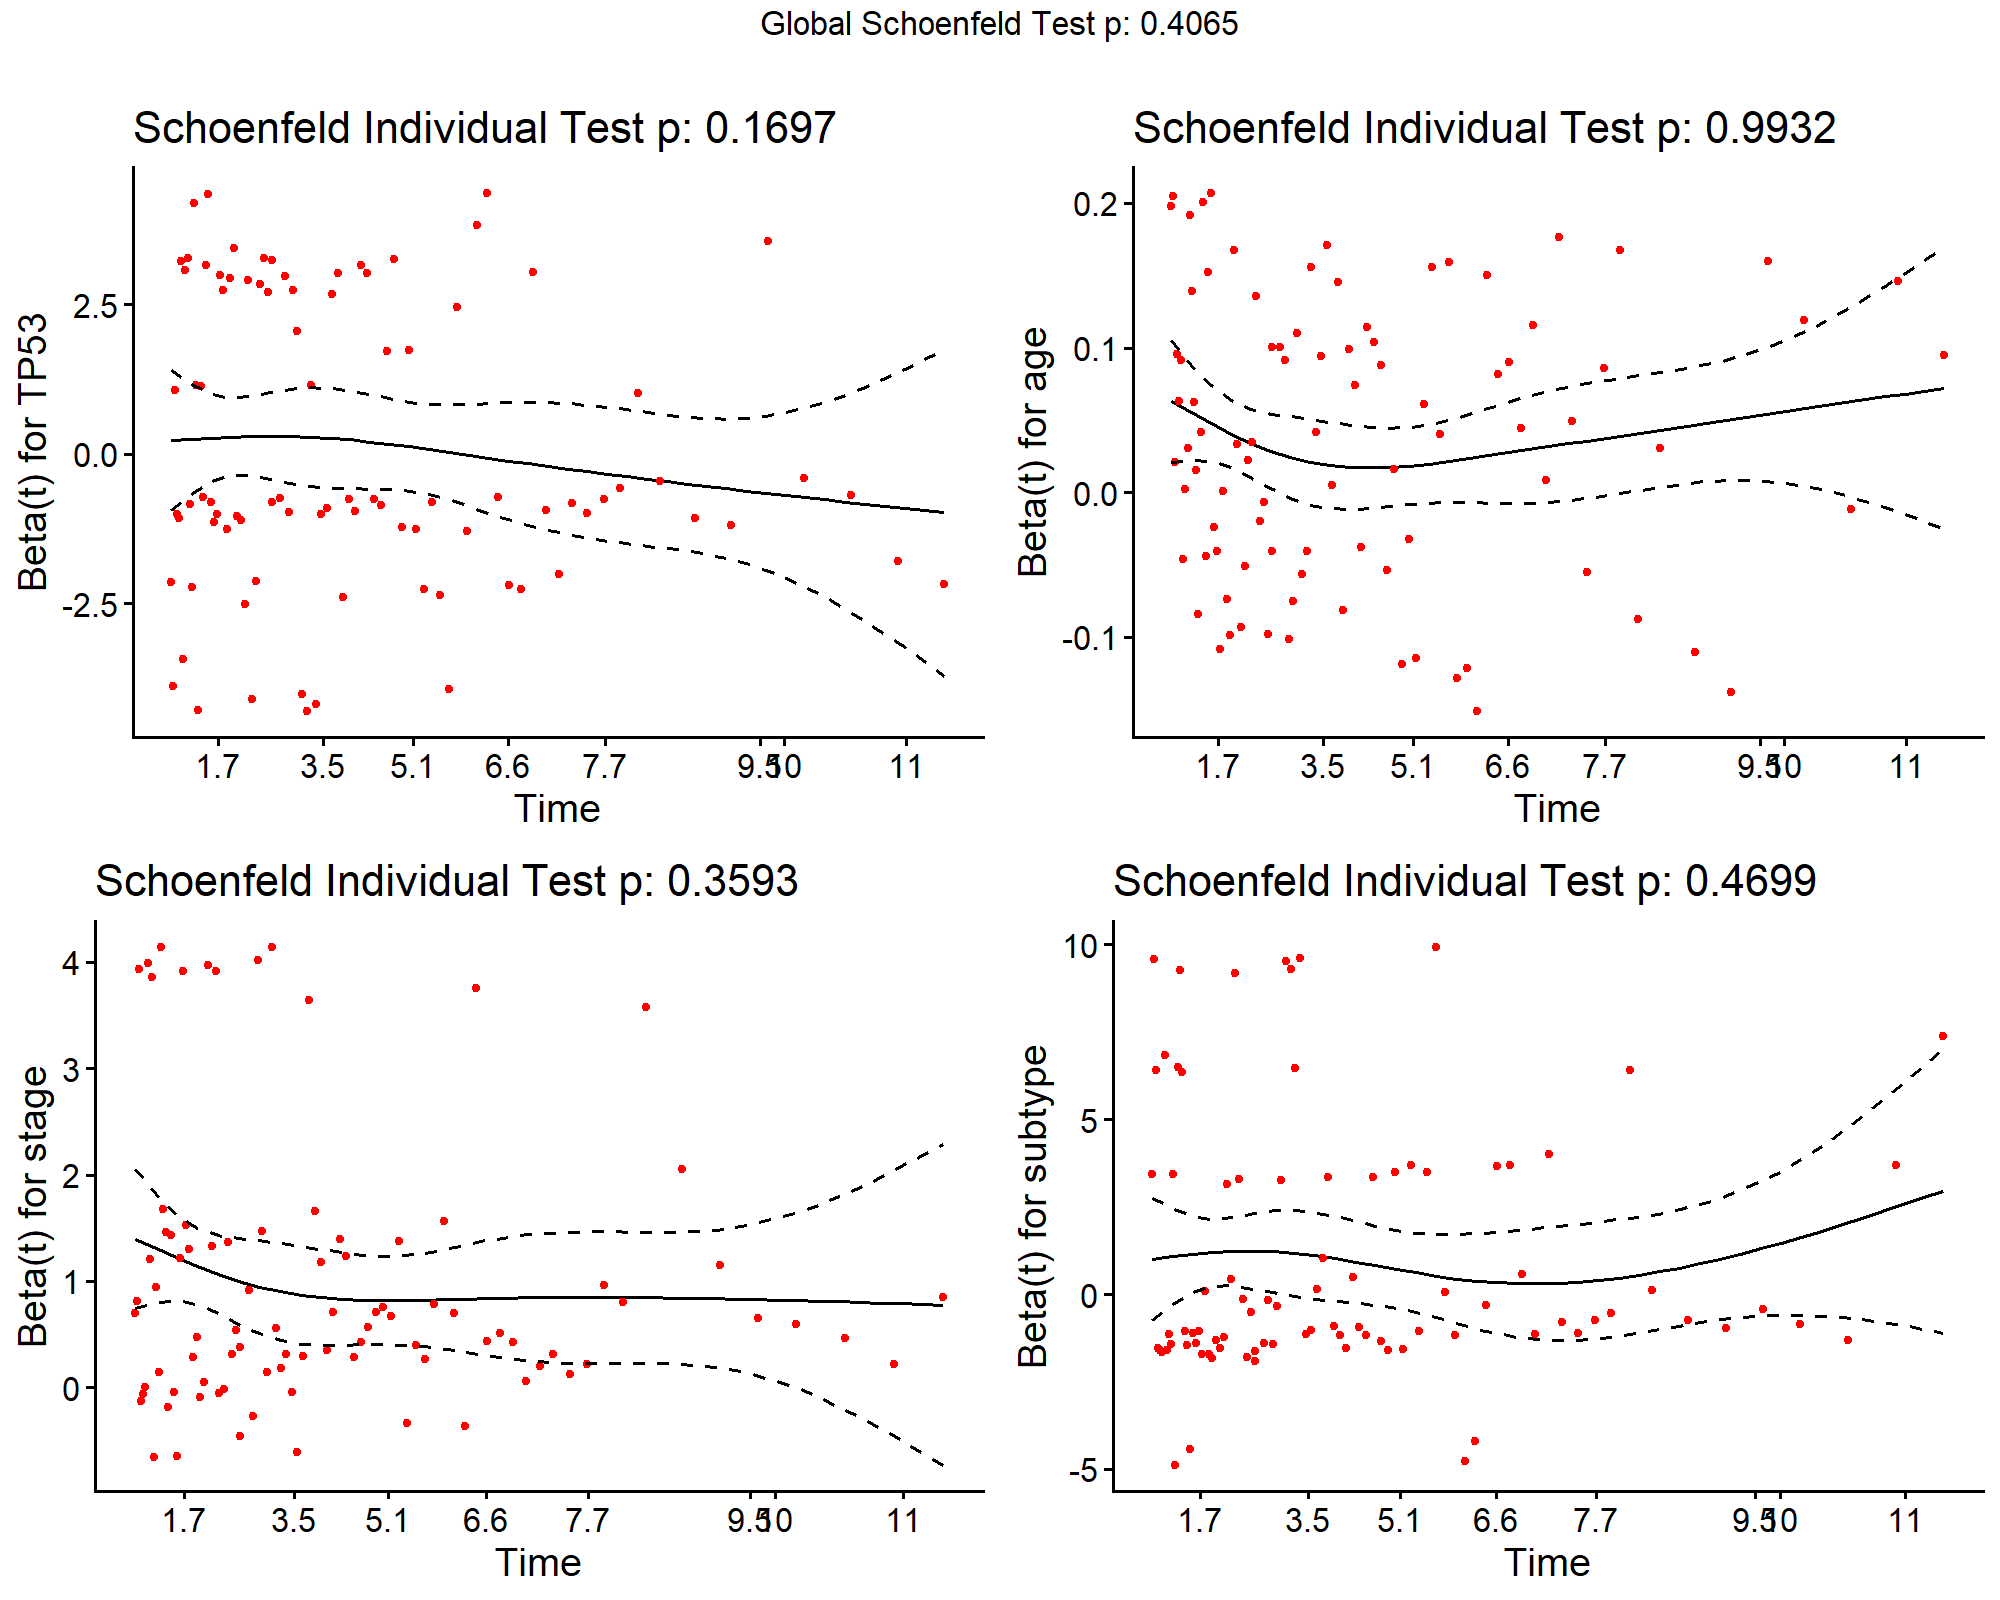 Global Schoenfeld Test p: 0.4065
Schoenfeld Individual Test p: 0.1697
Beta(t) for TP53
2.5
0.0
-2.5
1.7 3.5 5.1 6.6 7.7 9.5 10 11
Time
Schoenfeld Individual Test p: 0.9932
Beta(t) for age
0.2
0.1
0.0
-0.1
1.7 3.5 5.1 6.6 7.7 9.5 10 11
Time
Schoenfeld Individual Test p: 0.3593
Beta(t) for stage
4
3
2
1
0
1.7 3.5 5.1 6.6 7.7 9.5 10 11
Time
Schoenfeld Individual Test p: 0.4699
Beta(t) for subtype
10
5
0
-5
1.7 3.5 5.1 6.6 7.7 9.5 10 11
Time